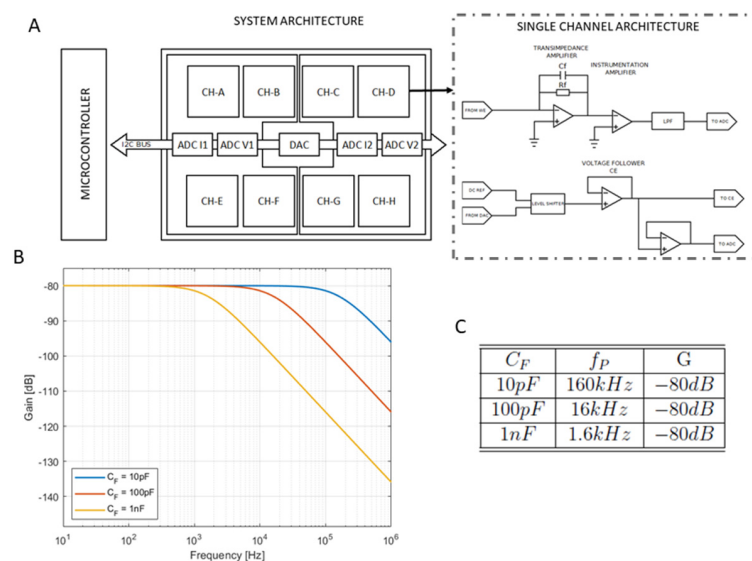 A
SYSTEM ARCHITECTURE
SINGLE CHANNEL ARCHITECTURE
MICROCONTROLLER
I2C BUS
CH-A
CH-B
CH-C
CH-D
ADC I1
ADC V1
DAC
ADC I2
ADC V2
CH-E
CH-F
CH-G
CH-H
TRANSIMPEDANCE
AMPLIFIER
Cf
Rf
INSTRUMENTATION
AMPLIFIER
FROM WE
LPF
TO ADC
VOLTAGE FOLLOWER
CE
DC REF
FROM DAC
LEVEL SHIFTER
TO CE
TO ADC
B
Gain [dB]
-80
-90
-100
-110
-120
-130
-140
C_F = 10pF
C_F = 100pF
C_F = 1nF
10^1 10^2 10^3 10^4 10^5 10^6
Frequency [Hz]
C
C_F f_P G
10pF 160kHz −80dB
100pF 16kHz −80dB
1nF 1.6kHz −80dB